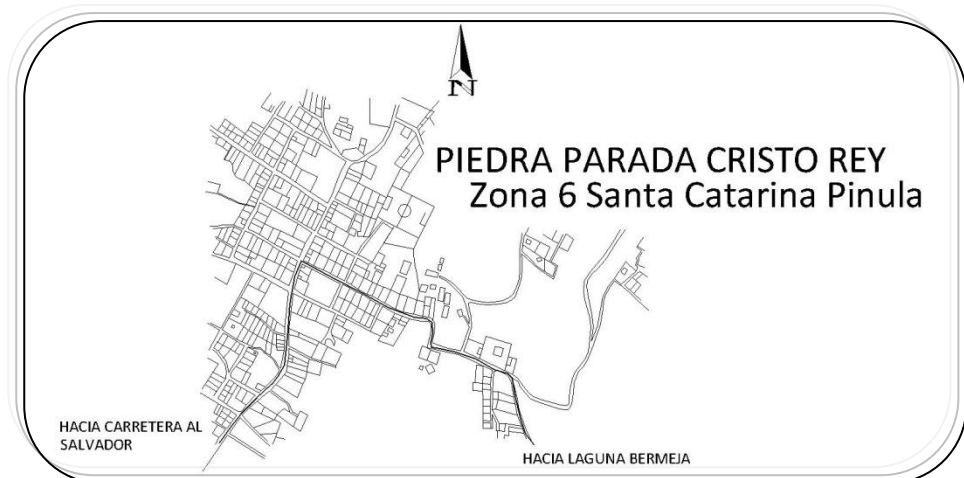 N
PIEDRA PARADA CRISTO REY
Zona 6 Santa Catarina Pinula
HACIA CARRETERA AL
SALVADOR
HACIA LAGUNA BERMEJA